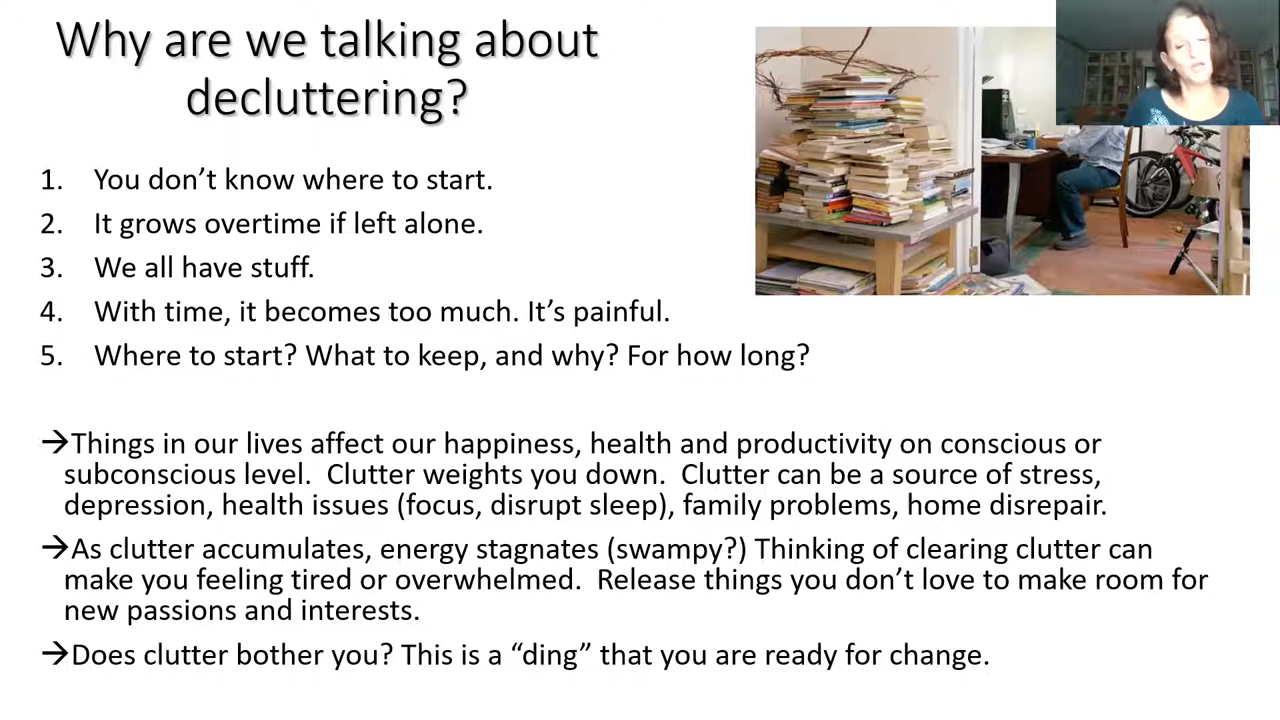 Why are we talking about
decluttering?
1. You don’t know where to start.
2. It grows overtime if left alone.
3. We all have stuff.
4. With time, it becomes too much. It’s painful.
5. Where to start? What to keep, and why? For how long?
→Things in our lives affect our happiness, health and productivity on conscious or
subconscious level.  Clutter weights you down.  Clutter can be a source of stress,
depression, health issues (focus, disrupt sleep), family problems, home disrepair.
→As clutter accumulates, energy stagnates (swampy?) Thinking of clearing clutter can
make you feeling tired or overwhelmed.  Release things you don’t love to make room for
new passions and interests.
→Does clutter bother you? This is a “ding” that you are ready for change.